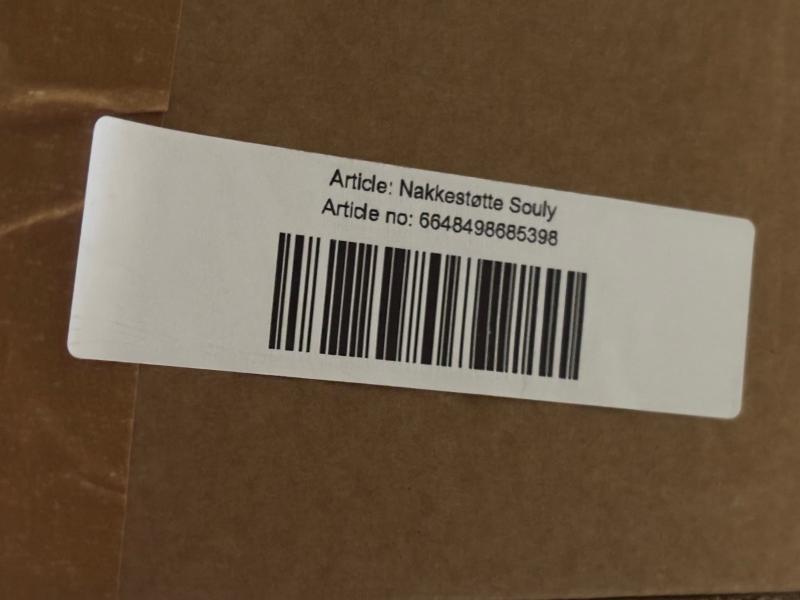 Article: Nakkestøtte Souly
Article no: 6648498685398